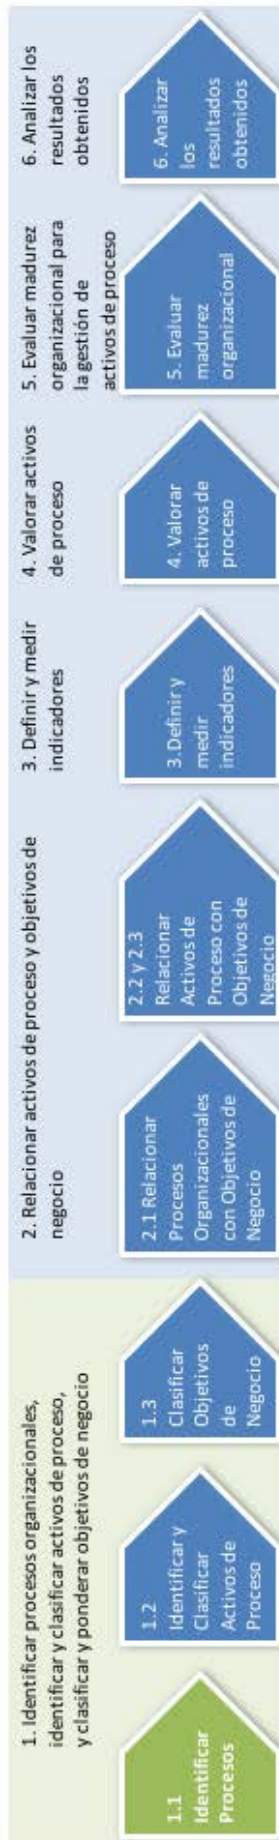 1. Identificar procesos organizacionales,
identificar y clasificar activos de proceso,
y clasificar y ponderar objetivos de negocio
2. Relacionar activos de proceso y objetivos de
negocio
3. Definir y medir
indicadores
4. Valorar activos
de proceso
5. Evaluar madurez
organizacional para
la gestión de
activos de proceso
6. Analizar los
resultados
obtenidos
1.1
Identificar
Procesos
1.2
Identificar y
Clasificar
Activos de
Proceso
1.3
Clasificar
Objetivos
de
Negocio
2.1 Relacionar
Procesos
Organizacionales
con Objetivos de
Negocio
2.2 y 2.3
Relacionar
Activos de
Proceso con
Objetivos de
Negocio
3.Definir y
medir
indicadores
4. Valorar
activos de
proceso
5. Evaluar
madurez
organizacional
6. Analizar
los
resultados
obtenidos